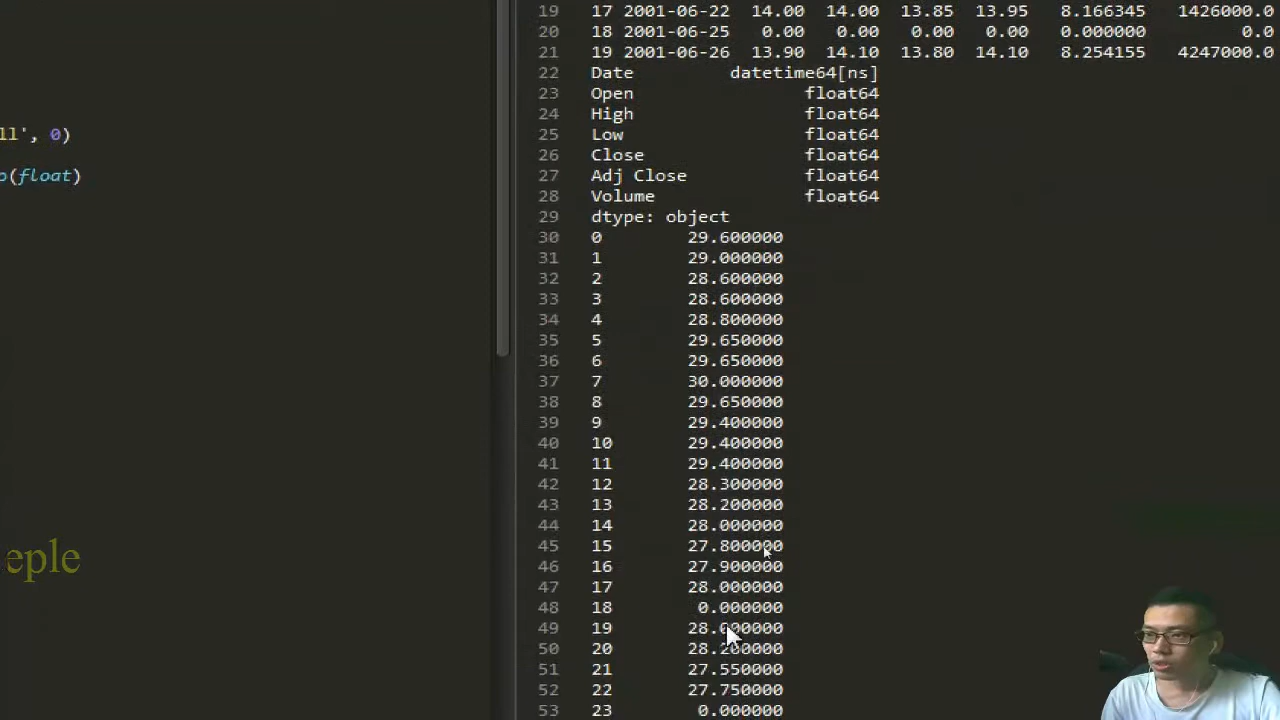 19 17 2001-06-22 14.00 14.00 13.85 13.95 8.166345 1426000.0
20 18 2001-06-25 0.00 0.00 0.00 0.00 0.000000 0.0
21 19 2001-06-26 13.90 14.10 13.80 14.10 8.254155 4247000.0
22 Date datetime64[ns]
23 Open float64
24 High float64
ll', 0) 25 Low float64
26 Close float64
o(float) 27 Adj Close float64
28 Volume float64
29 dtype: object
30 0 29.600000
31 1 29.000000
32 2 28.600000
33 3 28.600000
34 4 28.800000
35 5 29.650000
36 6 29.650000
37 7 30.000000
38 8 29.650000
39 9 29.400000
40 10 29.400000
41 11 29.400000
42 12 28.300000
43 13 28.200000
44 14 28.000000
45 15 27.800000
eple
46 16 27.900000
47 17 28.000000
48 18 0.000000
49 19
50 20 28.200000
51 21 27.550000
52 22 27.750000
53 23 0.000000